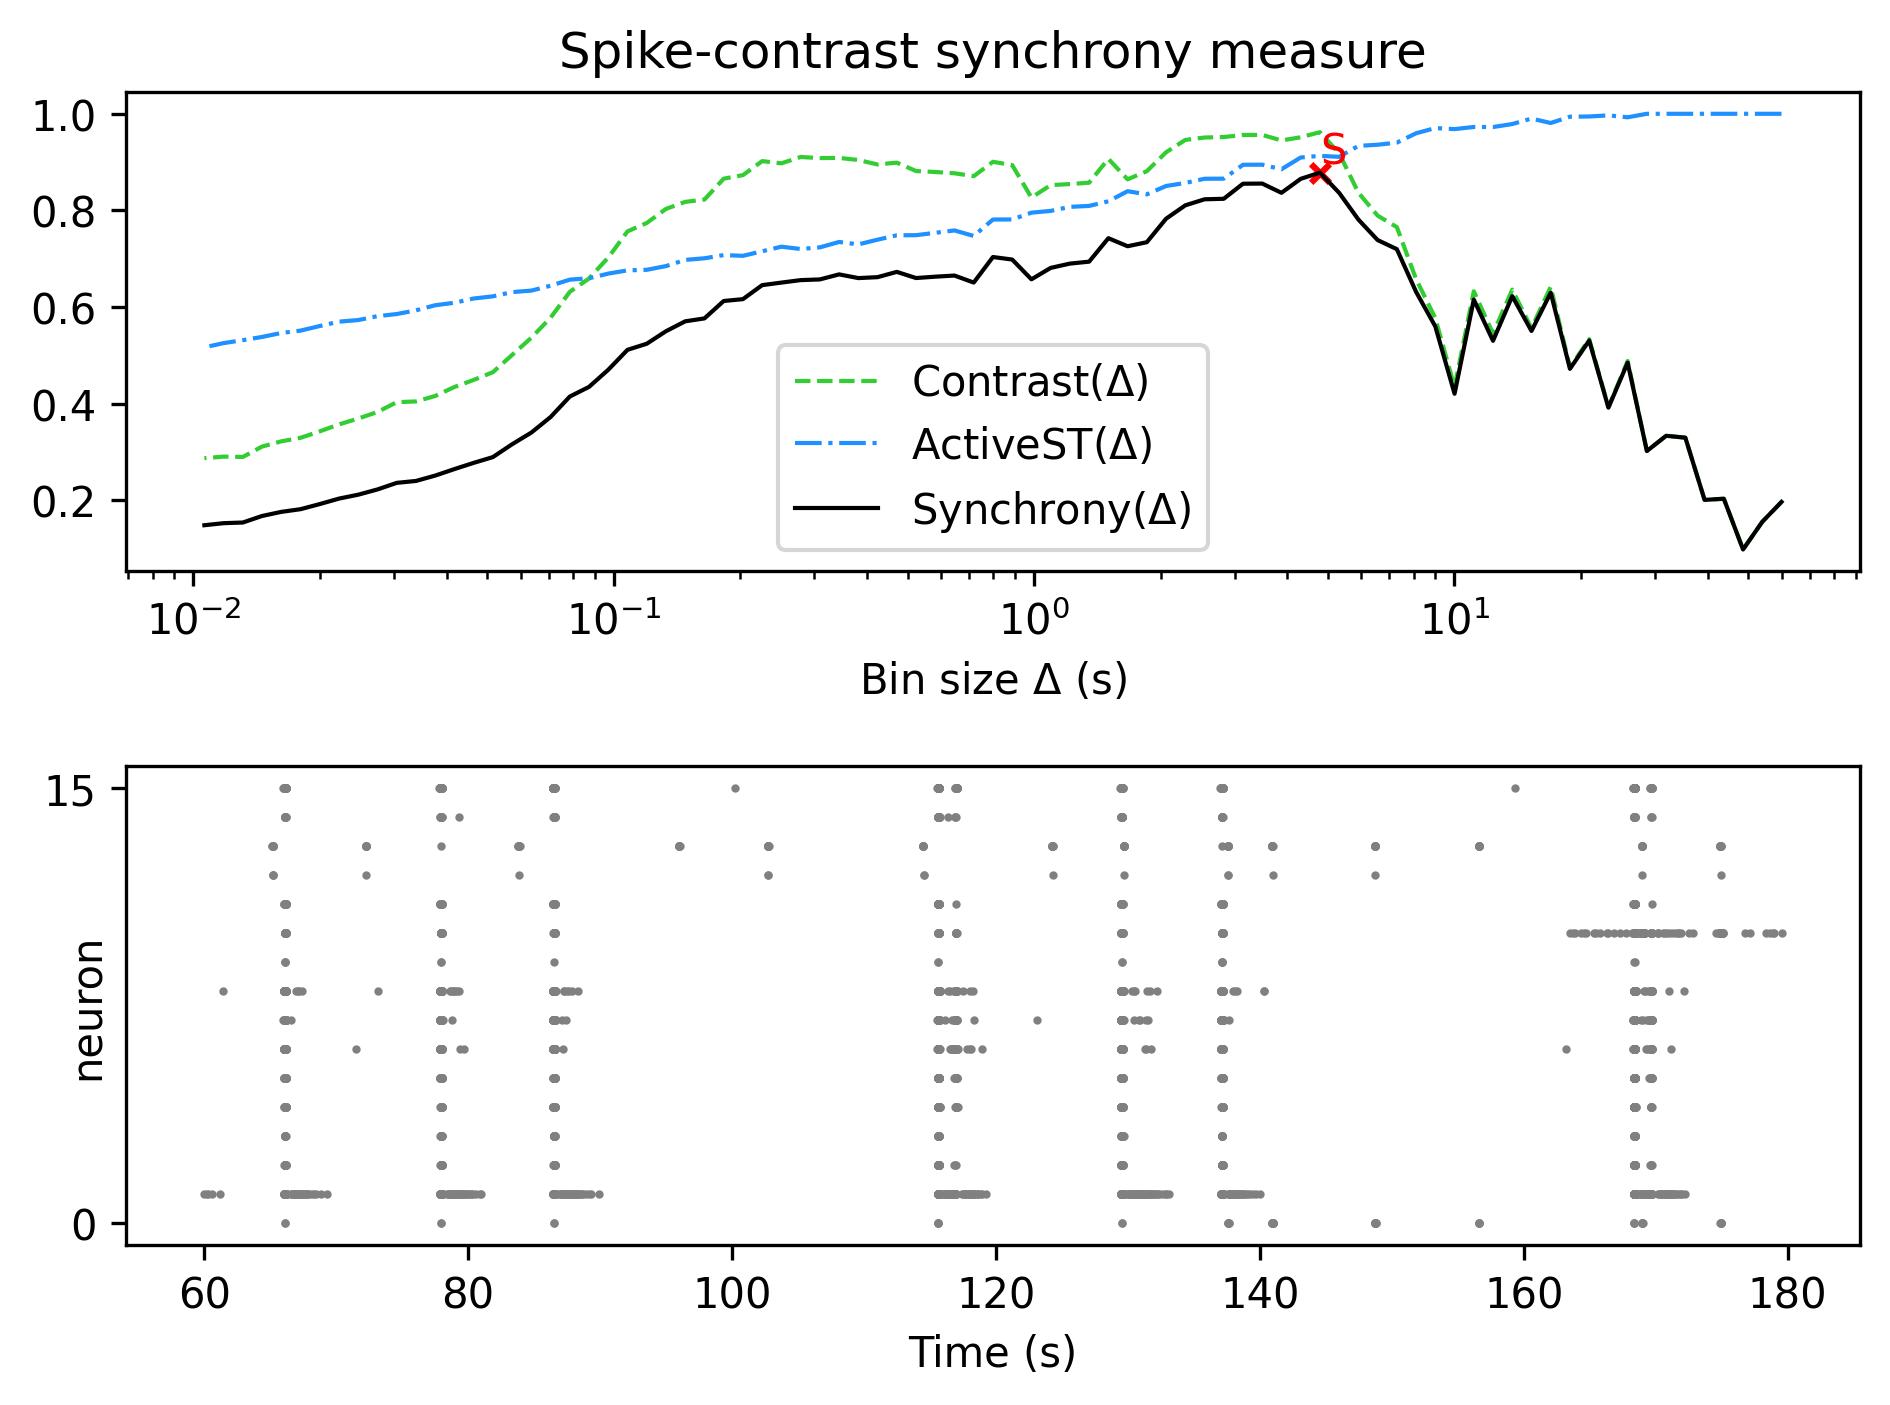 Spike-contrast synchrony measure
1.0
0.8
0.6
0.4
0.2
S
Contrast(Δ)
ActiveST(Δ)
Synchrony(Δ)
10⁻² 10⁻¹ 10⁰ 10¹
Bin size Δ (s)
15
0
neuron
60 80 100 120 140 160 180
Time (s)